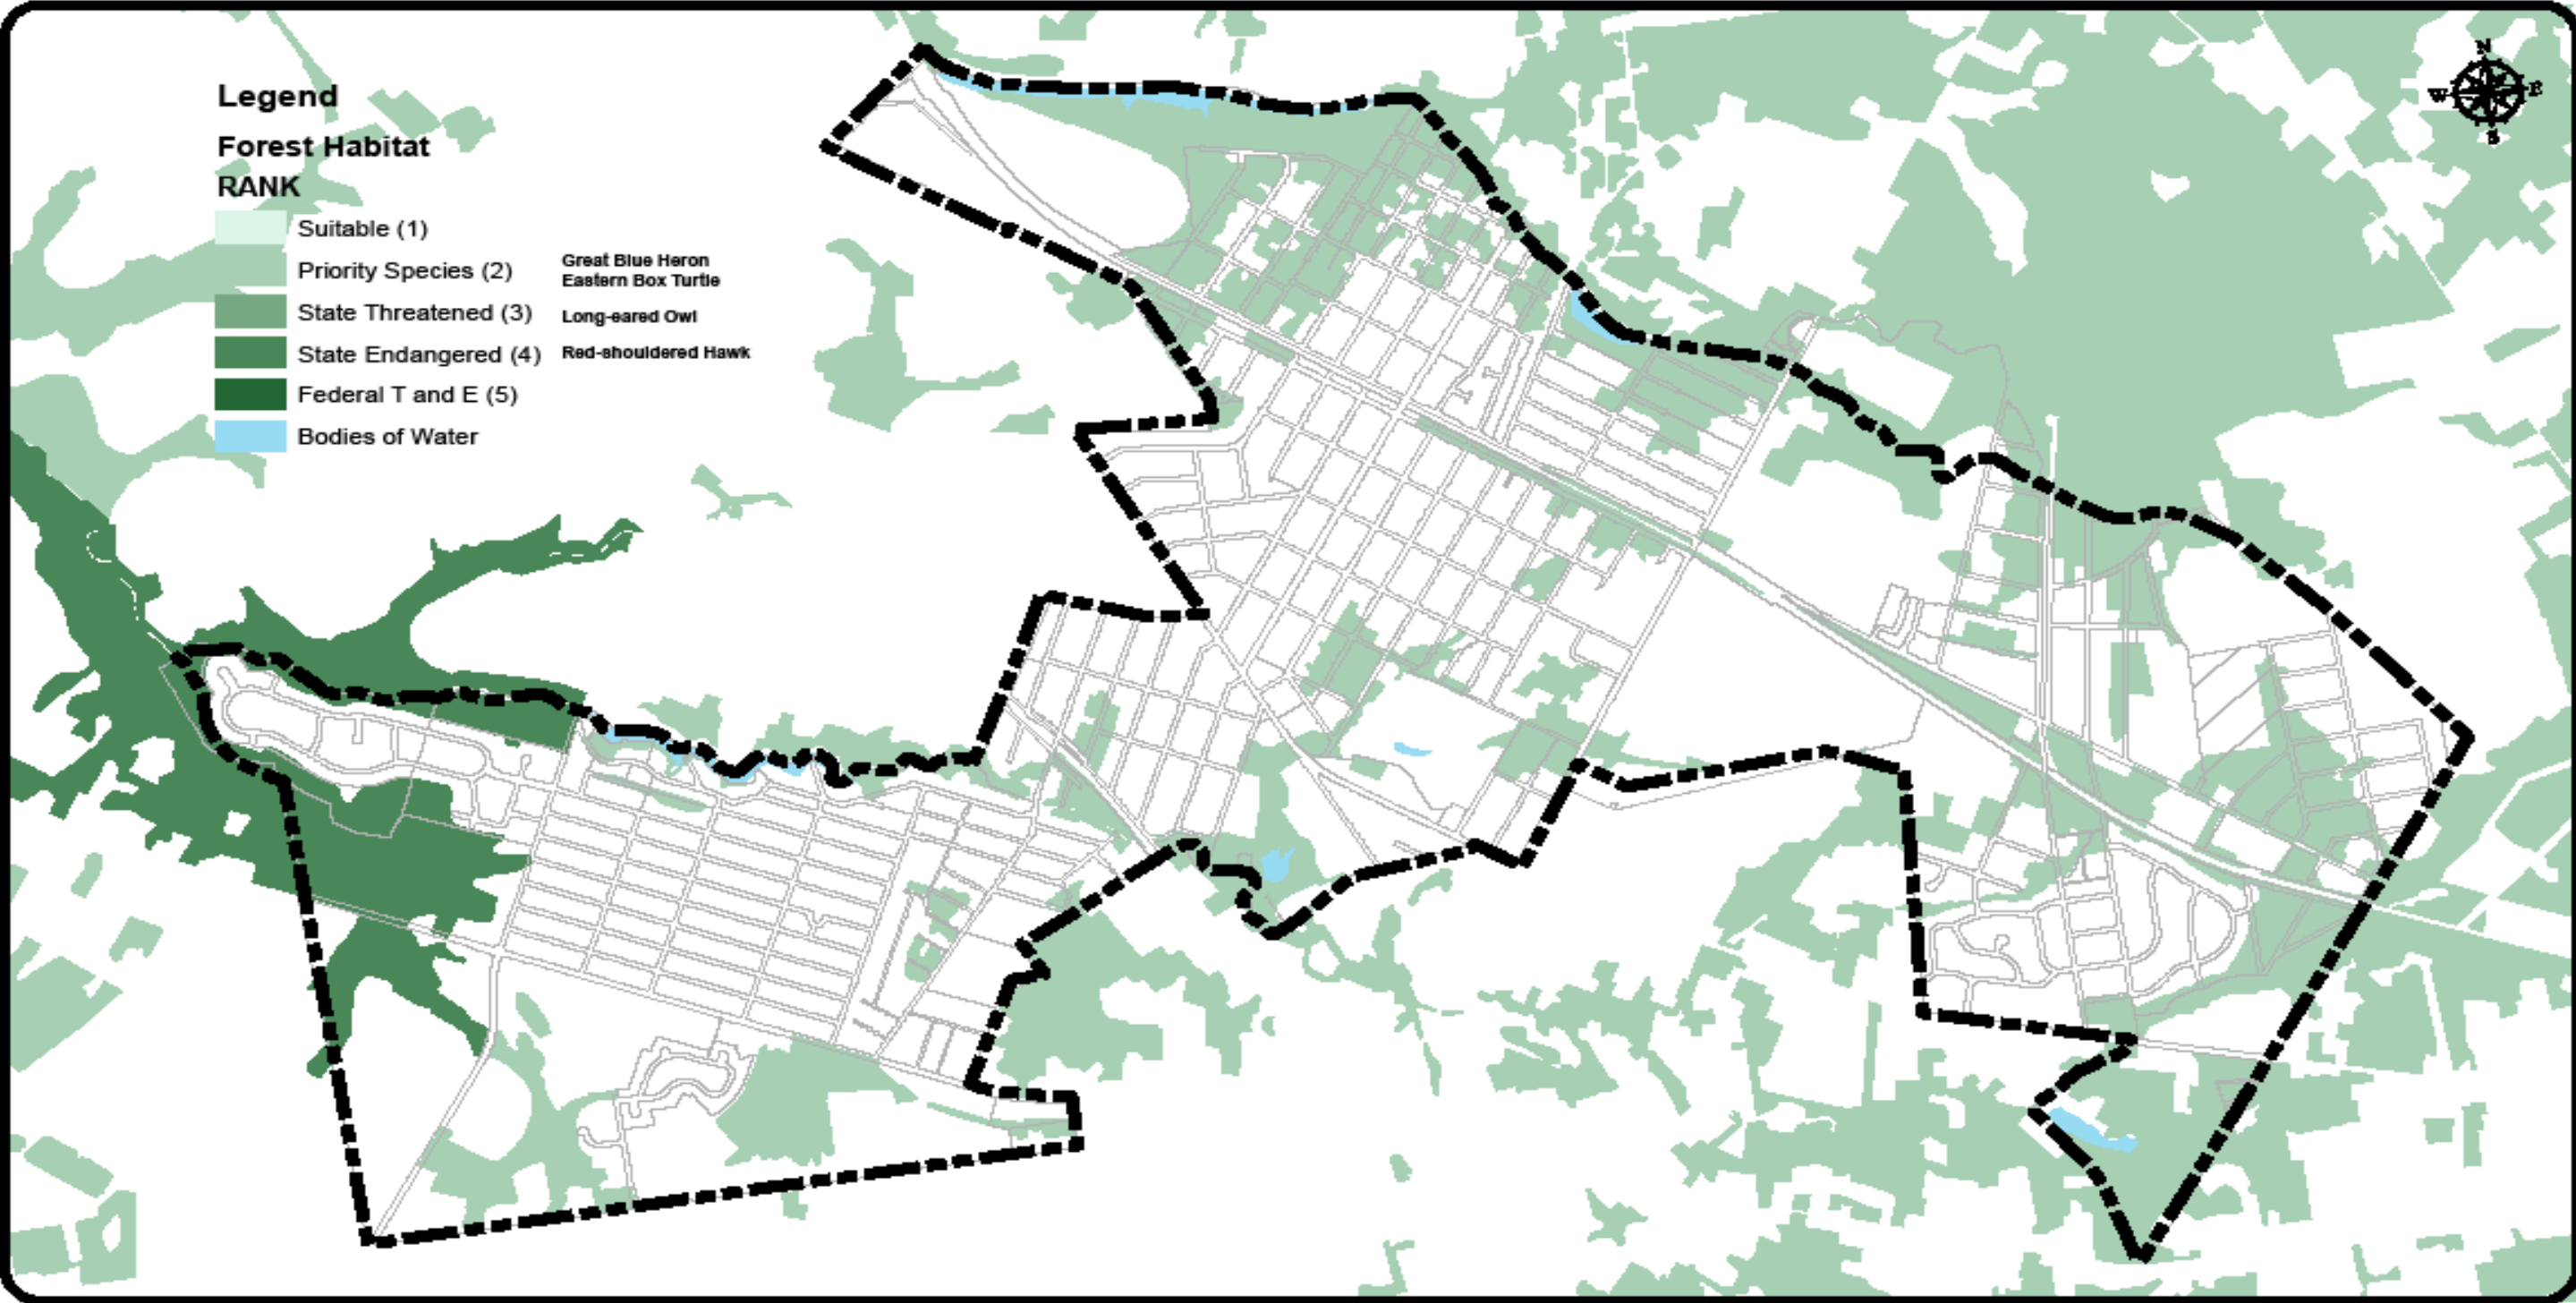 Legend
Forest Habitat
RANK
Suitable (1)
Priority Species (2)
Great Blue Heron
Eastern Box Turtle
State Threatened (3)
Long-eared Owl
State Endangered (4)
Red-shouldered Hawk
Federal T and E (5)
Bodies of Water
N
W
E
S